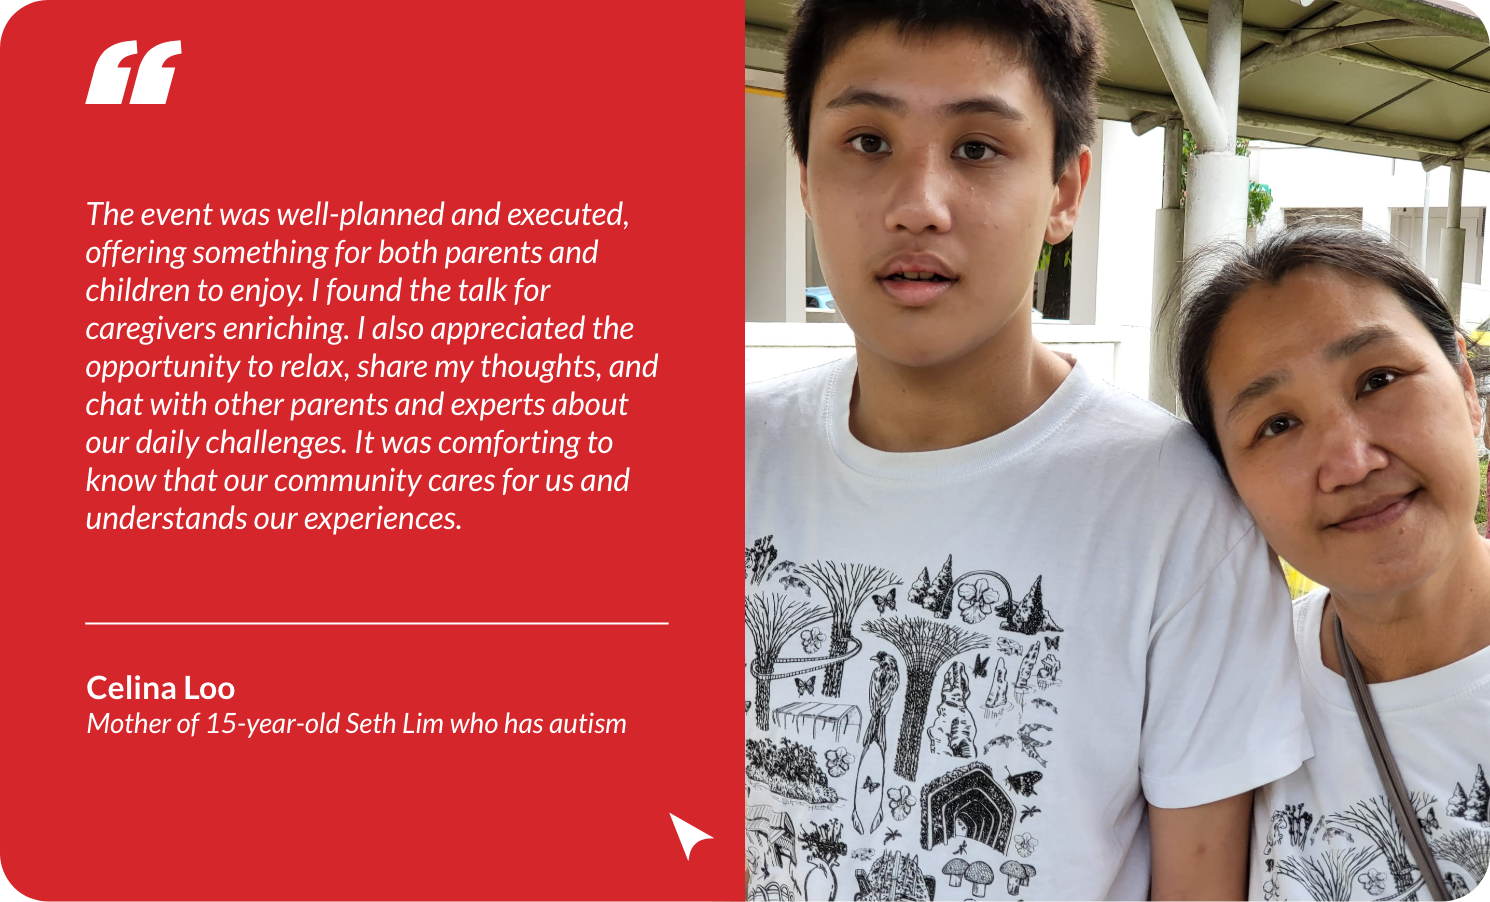 “
The event was well-planned and executed,
offering something for both parents and
children to enjoy. I found the talk for
caregivers enriching. I also appreciated the
opportunity to relax, share my thoughts, and
chat with other parents and experts about
our daily challenges. It was comforting to
know that our community cares for us and
understands our experiences.
Celina Loo
Mother of 15-year-old Seth Lim who has autism